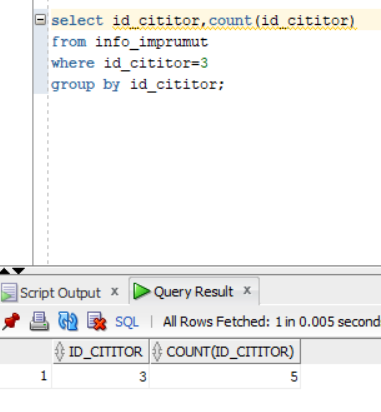 select id_cititor,count(id_cititor)
from info_imprumut
where id_cititor=3
group by id_cititor;
Script Output x Query Result x
SQL | All Rows Fetched: 1 in 0.005 second
ID_CITITOR COUNT(ID_CITITOR)
1 3 5